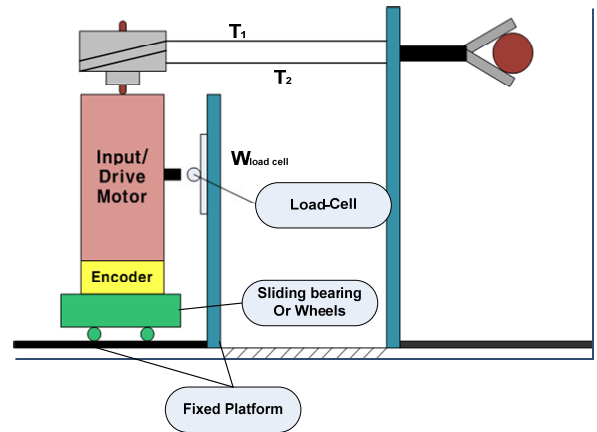 T1
T2
Input/
Drive
Motor
Wload cell
Load-Cell
Encoder
Sliding bearing
Or Wheels
Fixed Platform